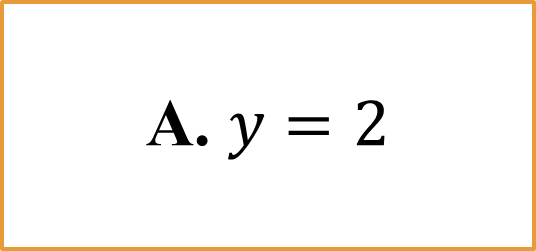 A. y = 2